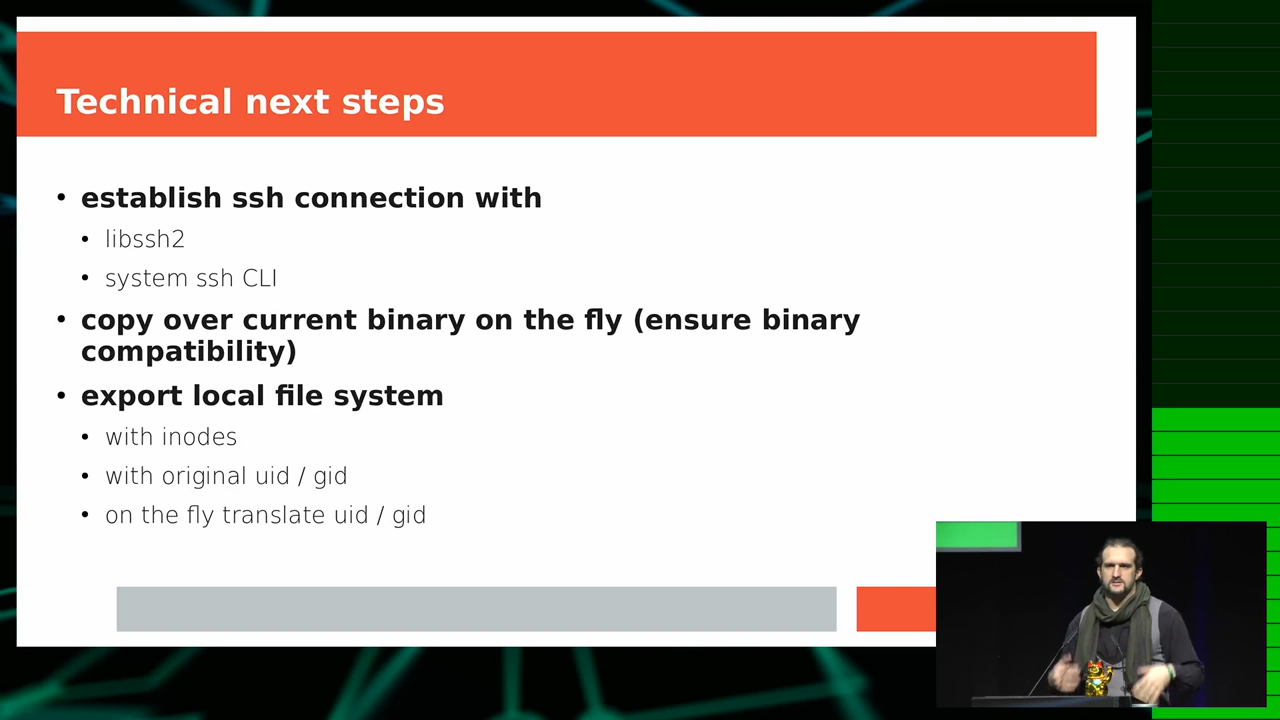 Technical next steps
• establish ssh connection with
• libssh2
• system ssh CLI
• copy over current binary on the fly (ensure binary
compatibility)
• export local file system
• with inodes
• with original uid / gid
• on the fly translate uid / gid